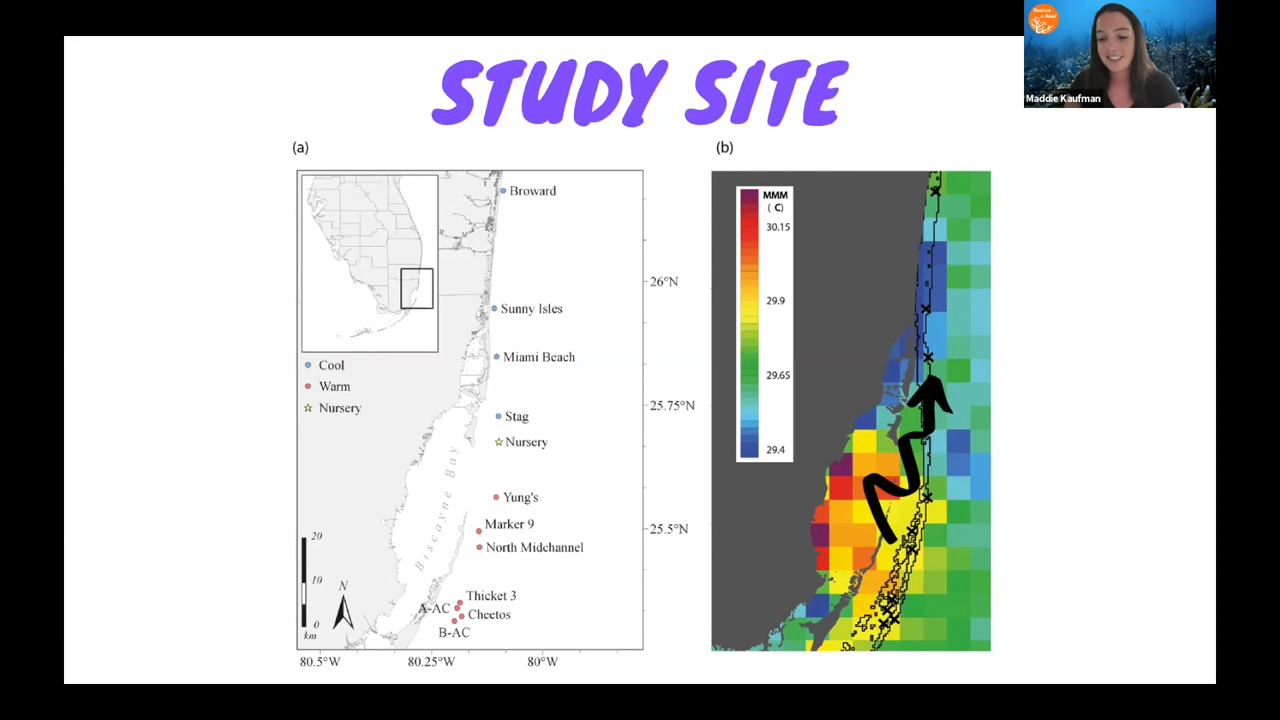 Rescue
a Reef
Maddie Kaufman
STUDY SITE
(a)
Broward
26°N
Sunny Isles
Miami Beach
Cool
Warm
Nursery
25.75°N
Stag
Nursery
Biscayne Bay
Yung's
Marker 9
25.5°N
North Midchannel
20
10
0
km
N
Thicket 3
A-AC
Cheetos
B-AC
80.5°W
80.25°W
80°W
(b)
MMM
( C)
30.15
29.9
29.65
29.4